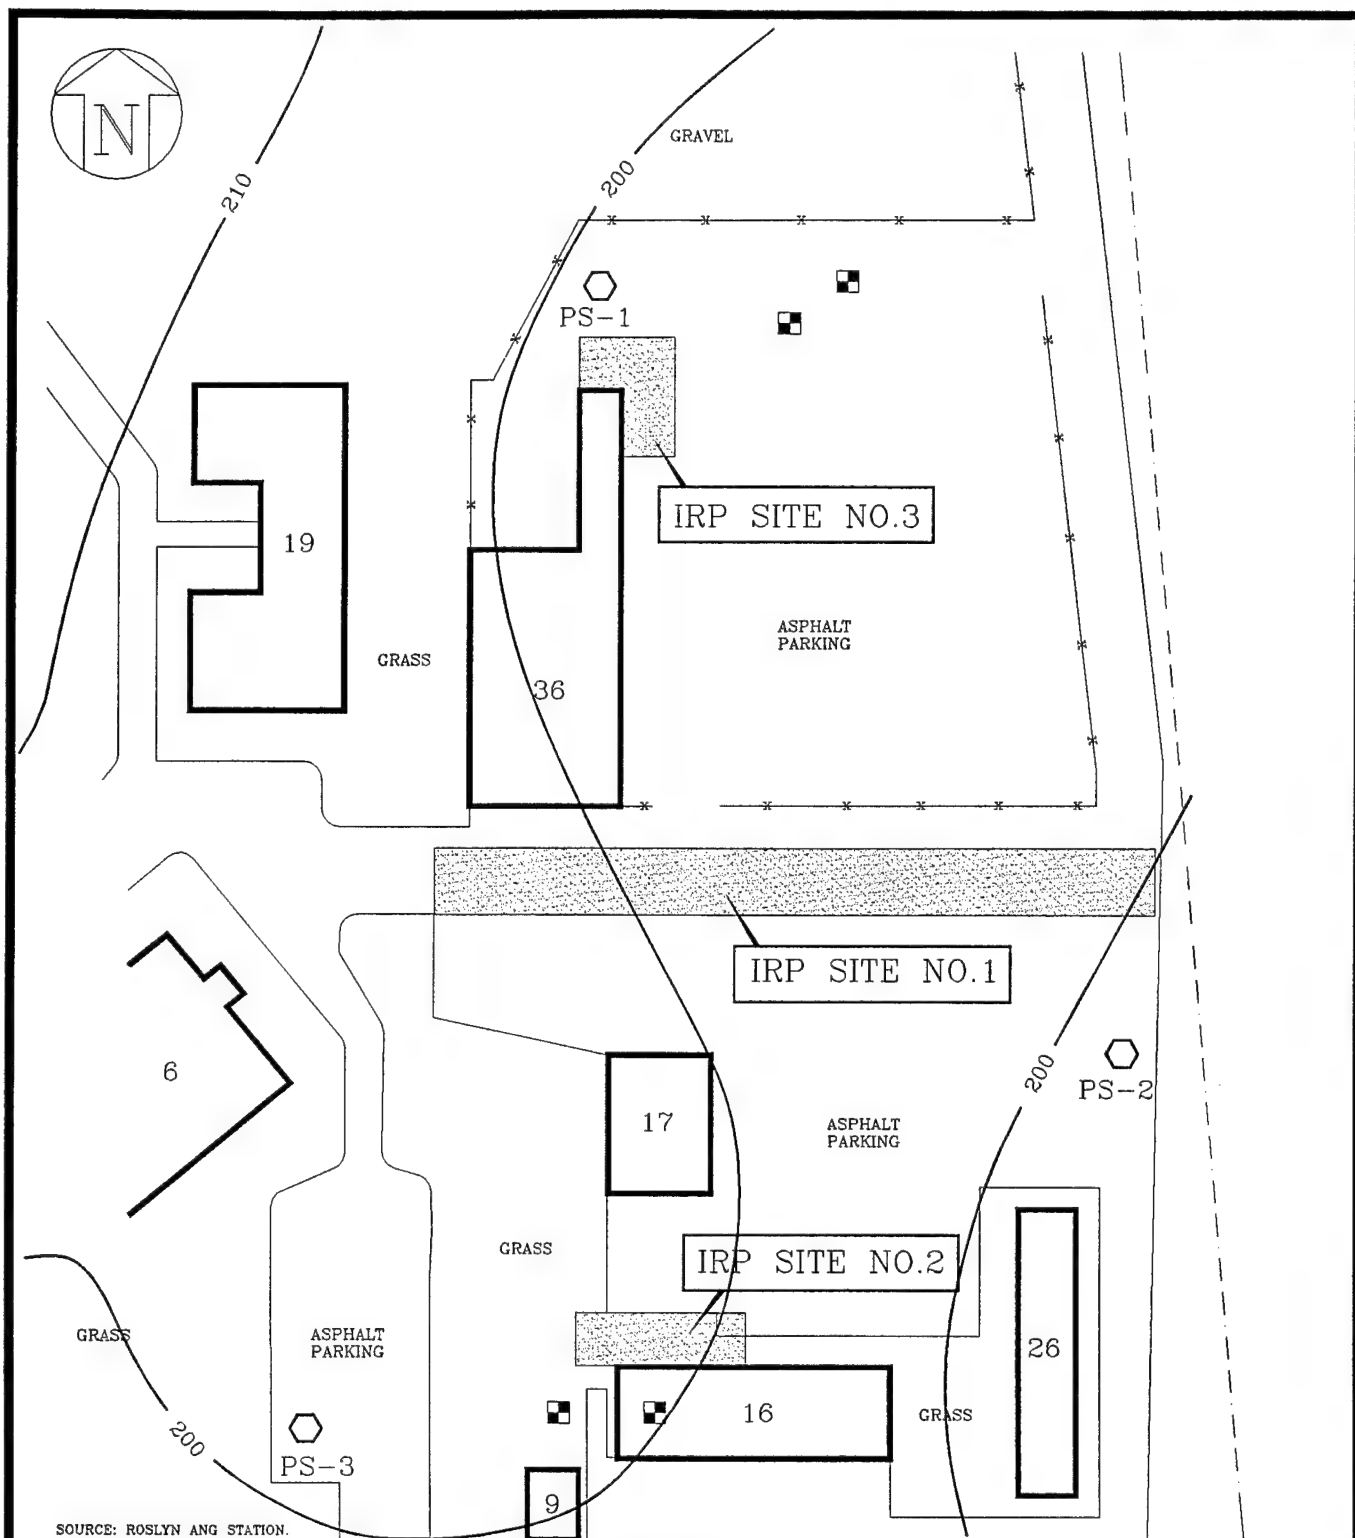 N
210
200
GRAVEL
PS-1
IRP SITE NO.3
19
ASPHALT
PARKING
GRASS
36
IRP SITE NO.1
6
200
PS-2
17
ASPHALT
PARKING
GRASS
IRP SITE NO.2
GRASS
ASPHALT
PARKING
26
16
GRASS
200
PS-3
9
SOURCE: ROSLYN ANG STATION.